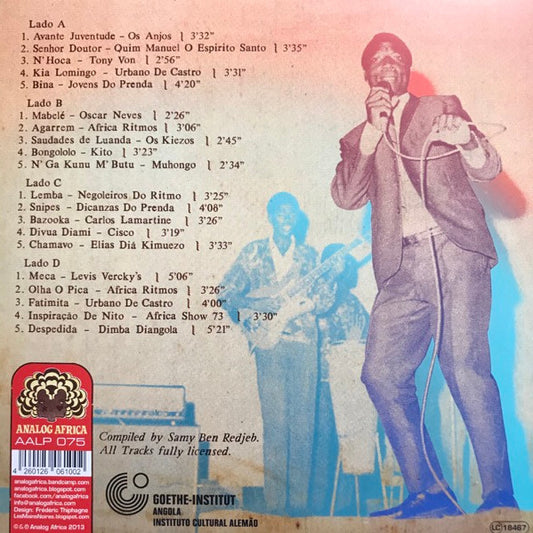 Lado A
1. Avante Juventude - Os Anjos ⌉ 3'32"
2. Senhor Doutor - Quim Manuel O Espirito Santo ⌉ 3'35"
3. N'Hoca - Tony Von ⌉ 2'56"
4. Kia Lomingo - Urbano De Castro ⌉ 3'31"
5. Bina - Jovens Do Prenda ⌉ 4'20"
Lado B
1. Mabelé - Oscar Neves ⌉ 2'26"
2. Agarrem - Africa Ritmos ⌉ 3'06"
3. Saudades de Luanda - Os Kiezos ⌉ 2'45"
4. Bongololo - Kito ⌉ 3'23"
5. N'Ga Kunu M'Butu - Muhongo ⌉ 2'34"
Lado C
1. Lemba - Negoleiros Do Ritmo ⌉ 3'25"
2. Snipes - Dicanzas Do Prenda ⌉ 4'08"
3. Bazooka - Carlos Lamartine ⌉ 3'26"
4. Divua Diami - Cisco ⌉ 3'19"
5. Chamavo - Elias Diá Kimuezo ⌉ 3'33"
Lado D
1. Meca - Levis Vercky's ⌉ 5'06"
2. Olha O Pica - Africa Ritmos ⌉ 3'26"
3. Fatimita - Urbano De Castro ⌉ 4'00"
4. Inspiração De Nito - Africa Show 73 ⌉ 3'30"
5. Despedida - Dimba Diangola ⌉ 5'21"
ANALOG AFRICA
AALP 075
4 260126 061002
analogafrica.bandcamp.com
analogafrica.blogspot.com
facebook.com/analogafrica
info@analogafrica.com
Design: Frédéric Thiphagne
LesMainsNoires.blogspot.com
℗ & © Analog Africa 2013
Compiled by Samy Ben Redjeb.
All Tracks fully licensed.
GOETHE-INSTITUT
ANGOLA
INSTITUTO CULTURAL ALEMÃO
LC 18467